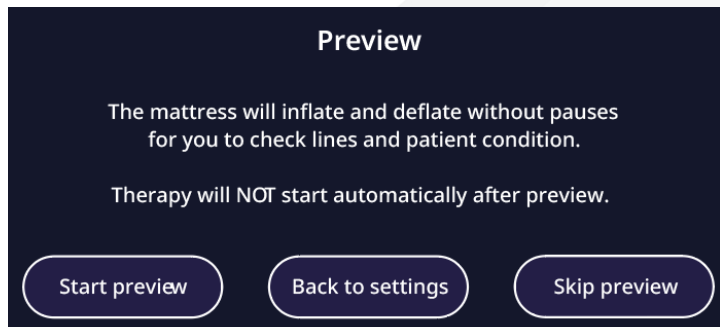 Preview
The mattress will inflate and deflate without pauses
for you to check lines and patient condition.
Therapy will NOT start automatically after preview.
Start preview
Back to settings
Skip preview